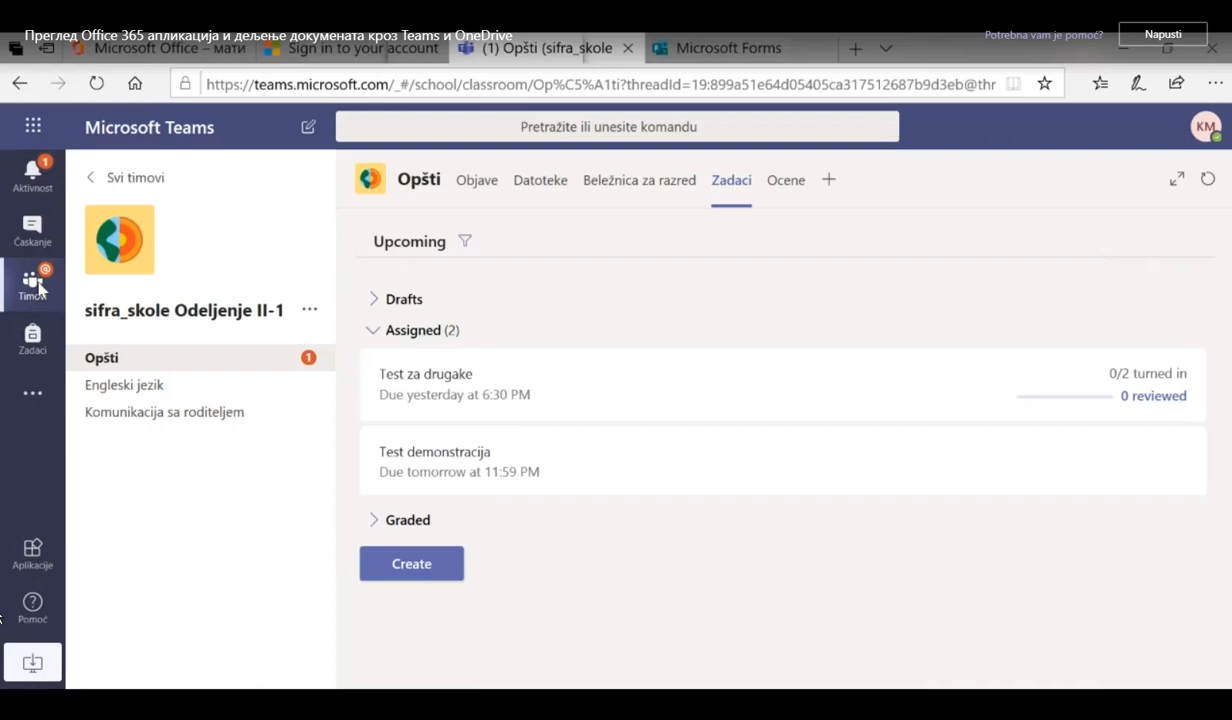 Преглед Office 365 апликација и дељење докумената кроз Teams и OneDrive
Potrebna vam je pomoć?
Napusti
Microsoft Office – мати
Sign in to your account
(1) Opšti (sifra_skole
Microsoft Forms
https://teams.microsoft.com/_#/school/classroom/Op%C5%A1ti?threadId=19:899a51e64d05405ca317512687b9d3eb@thr
Microsoft Teams
Pretražite ili unesite komandu
KM
1
Aktivnost
Ćaskanje
Timovi
Zadaci
Aplikacije
Pomoć
Svi timovi
sifra_skole Odeljenje II-1
Opšti
1
Engleski jezik
Komunikacija sa roditeljem
Opšti
Objave
Datoteke
Beležnica za razred
Zadaci
Ocene
Upcoming
Drafts
Assigned (2)
Test za drugake
Due yesterday at 6:30 PM
0/2 turned in
0 reviewed
Test demonstracija
Due tomorrow at 11:59 PM
Graded
Create